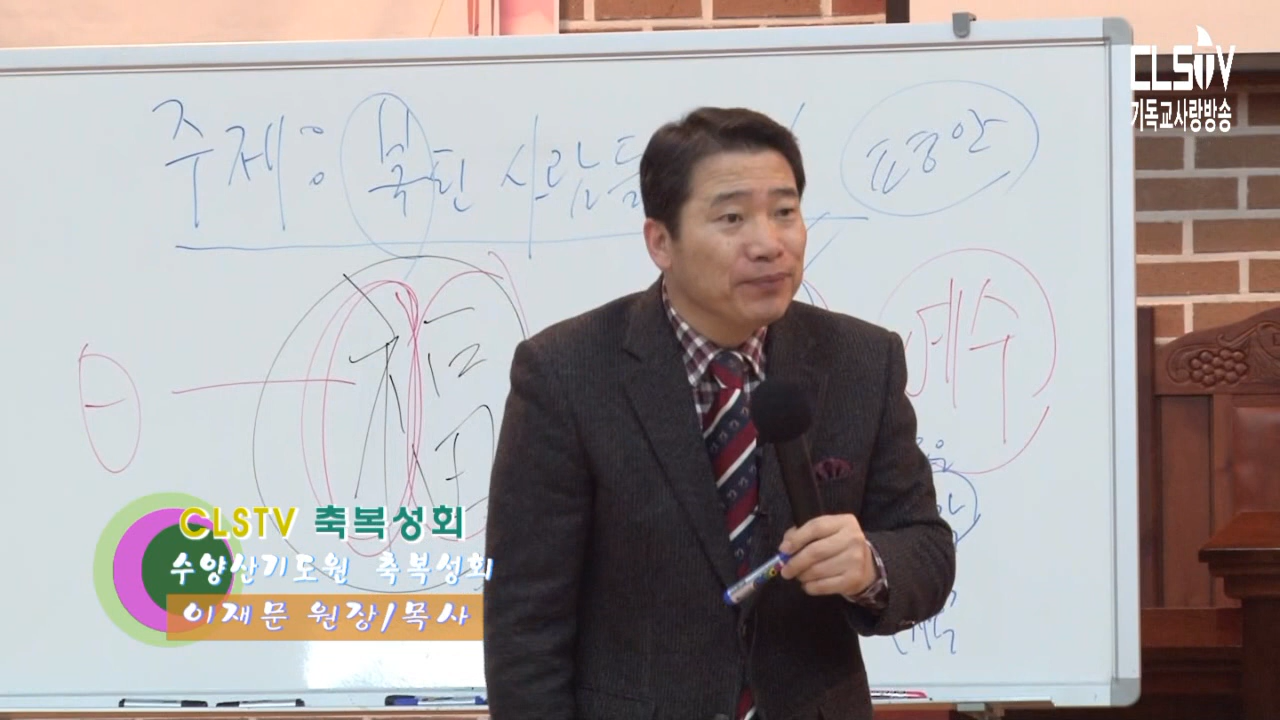 CLSTV
기독교사랑방송
주제: 복된 사람들
표평안
福
예수
CLSTV 축복성회
수양산기도원 축복성회
이재문 원장/목사